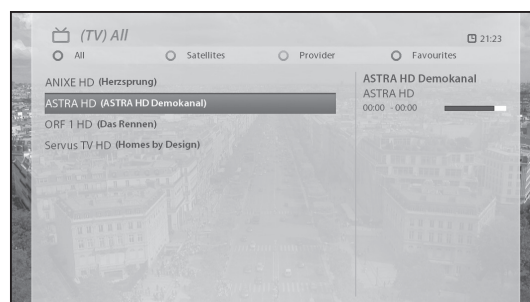 (TV) All
21:23
All Satellites Provider Favourites
ANIXE HD (Herzsprung)
ASTRA HD (ASTRA HD Demokanal)
ORF 1 HD (Das Rennen)
Servus TV HD (Homes by Design)
ASTRA HD Demokanal
ASTRA HD
00:00 - 00:00